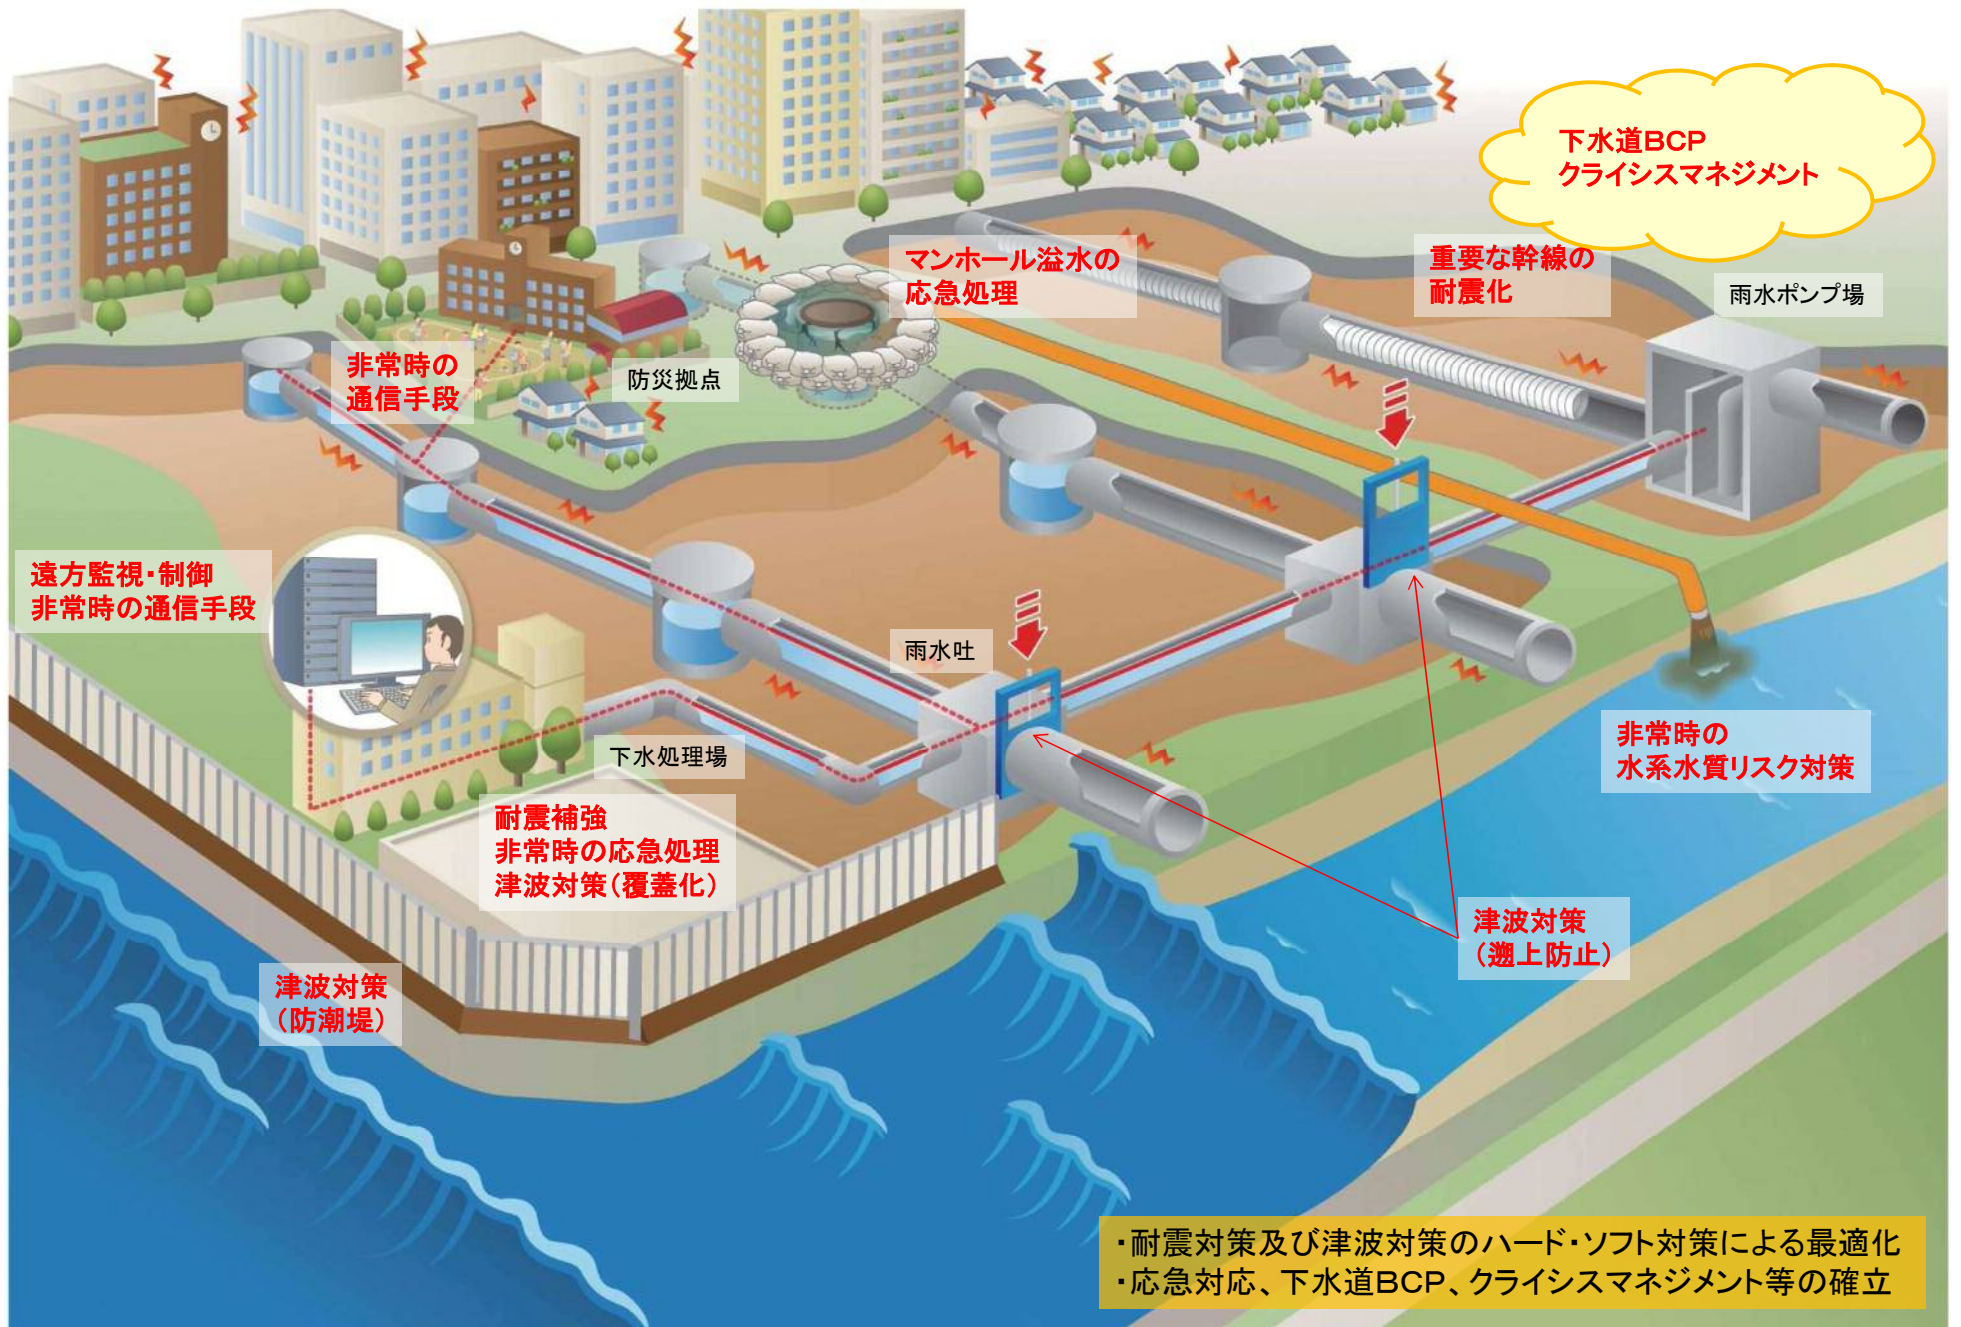 下水道BCP
クライシスマネジメント
マンホール溢水の
応急処理
重要な幹線の
耐震化
雨水ポンプ場
非常時の
通信手段
防災拠点
遠方監視・制御
非常時の通信手段
雨水吐
下水処理場
非常時の
水系水質リスク対策
耐震補強
非常時の応急処理
津波対策（覆蓋化）
津波対策
（遡上防止）
津波対策
（防潮堤）
・耐震対策及び津波対策のハード・ソフト対策による最適化
・応急対応、下水道BCP、クライシスマネジメント等の確立